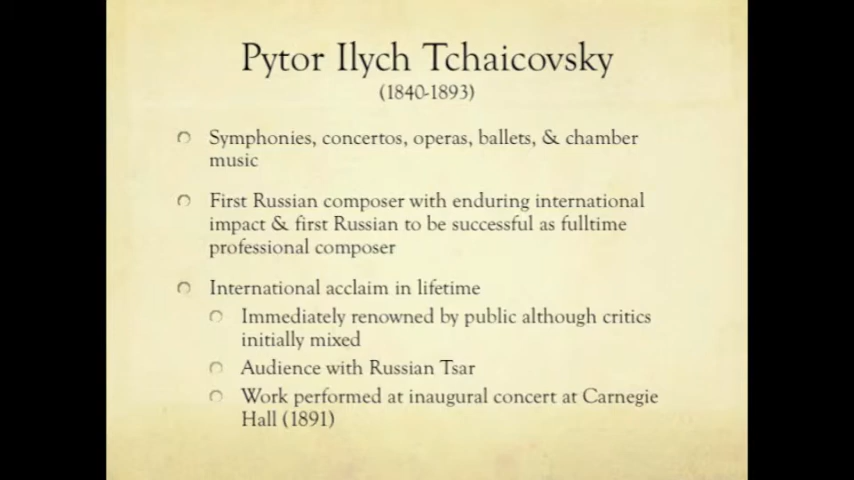 Pytor Ilych Tchaicovsky
(1840-1893)
Symphonies, concertos, operas, ballets, & chamber
music
First Russian composer with enduring international
impact & first Russian to be successful as fulltime
professional composer
International acclaim in lifetime
Immediately renowned by public although critics
initially mixed
Audience with Russian Tsar
Work performed at inaugural concert at Carnegie
Hall (1891)